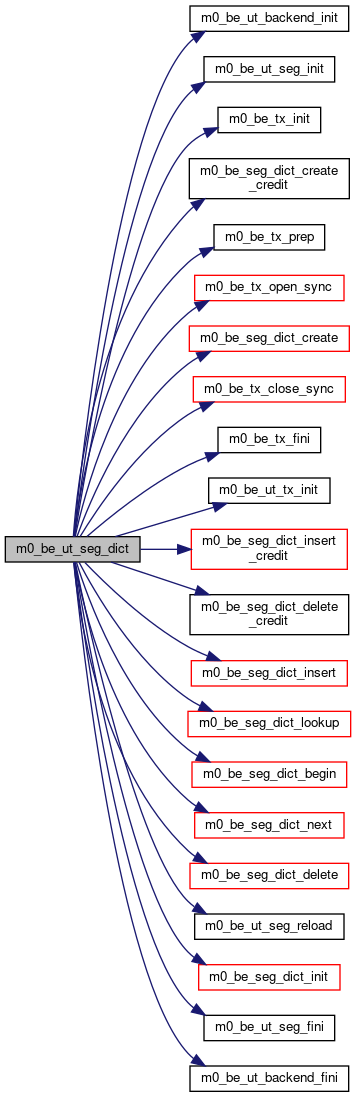 m0_be_ut_backend_init
m0_be_ut_seg_init
m0_be_tx_init
m0_be_seg_dict_create
_credit
m0_be_tx_prep
m0_be_tx_open_sync
m0_be_seg_dict_create
m0_be_tx_close_sync
m0_be_tx_fini
m0_be_ut_tx_init
m0_be_ut_seg_dict
m0_be_seg_dict_insert
_credit
m0_be_seg_dict_delete
_credit
m0_be_seg_dict_insert
m0_be_seg_dict_lookup
m0_be_seg_dict_begin
m0_be_seg_dict_next
m0_be_seg_dict_delete
m0_be_ut_seg_reload
m0_be_seg_dict_init
m0_be_ut_seg_fini
m0_be_ut_backend_fini